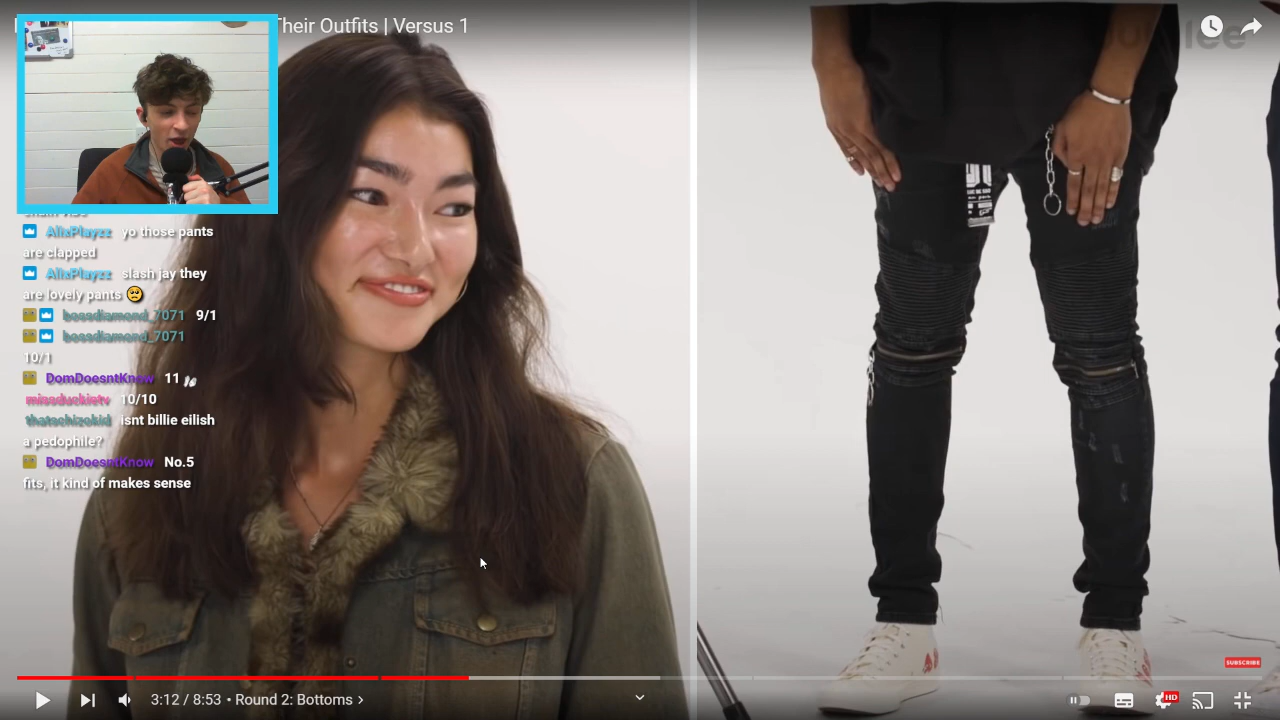 Their Outfits | Versus 1
lee
AlixPlayzz yo those pants
are clapped
AlixPlayzz slash jay they
are lovely pants 🥺
bossdiamond_7071 9/1
bossdiamond_7071
10/1
DomDoesntKnow 11
missduckietv 10/10
thatschizokid isnt billie eilish
a pedophile?
DomDoesntKnow No.5
fits, it kind of makes sense
SUBSCRIBE
3:12 / 8:53 • Round 2: Bottoms >
HD